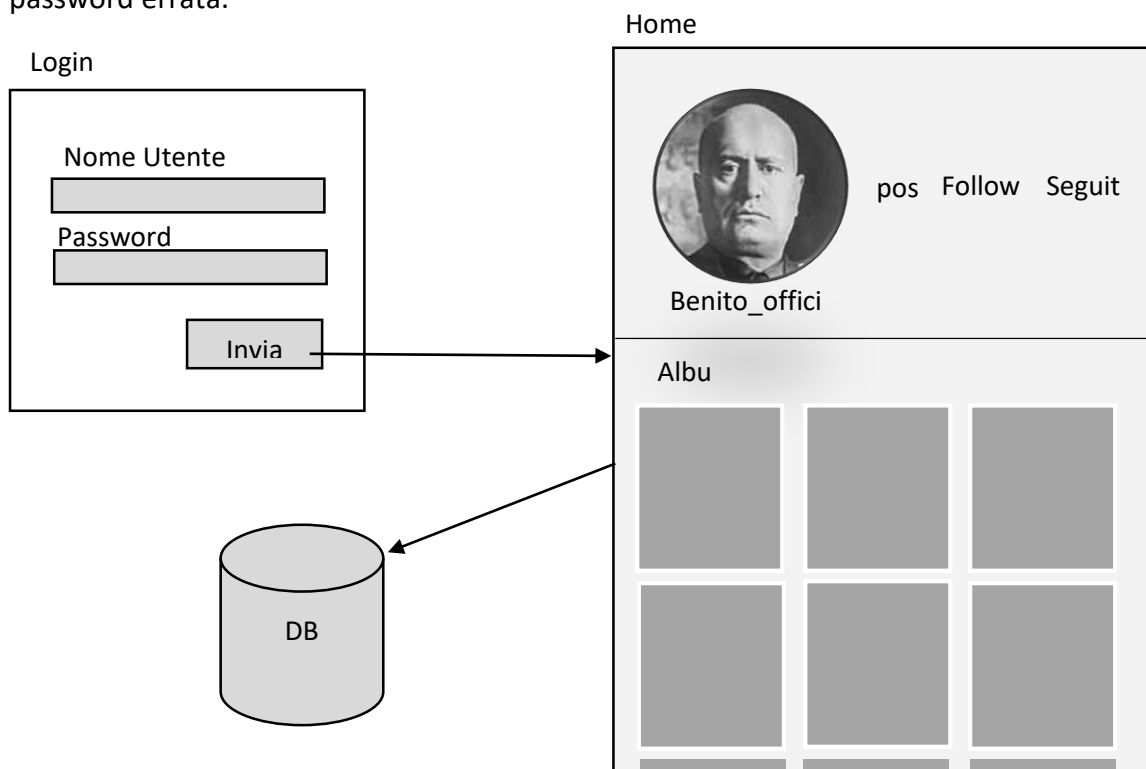 password errata.
Home
Login
Nome Utente
Password
Invia
pos Follow Seguit
Benito_offici
Albu
DB